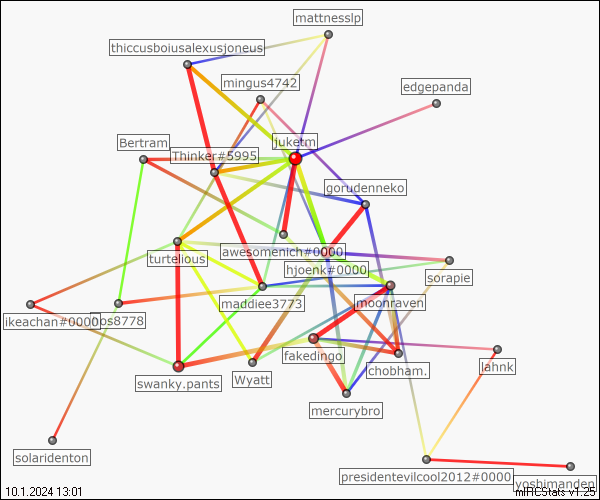 mattnesslp
thiccusboiusalexusjoneus
mingus4742
edgepanda
Bertram
juketm
Thinker#5995
gorudenneko
awesomenich#0000
turtelious
hjoenk#0000
sorapie
maddiee3773
moonraven
ikeachan#0000
fakedingo
chobham.
lahnk
swanky.pants
Wyatt
mercurybro
solaridenton
presidentevilcool2012#0000
yoshimanden
10.1.2024 13:01
mIRCStats v1.25